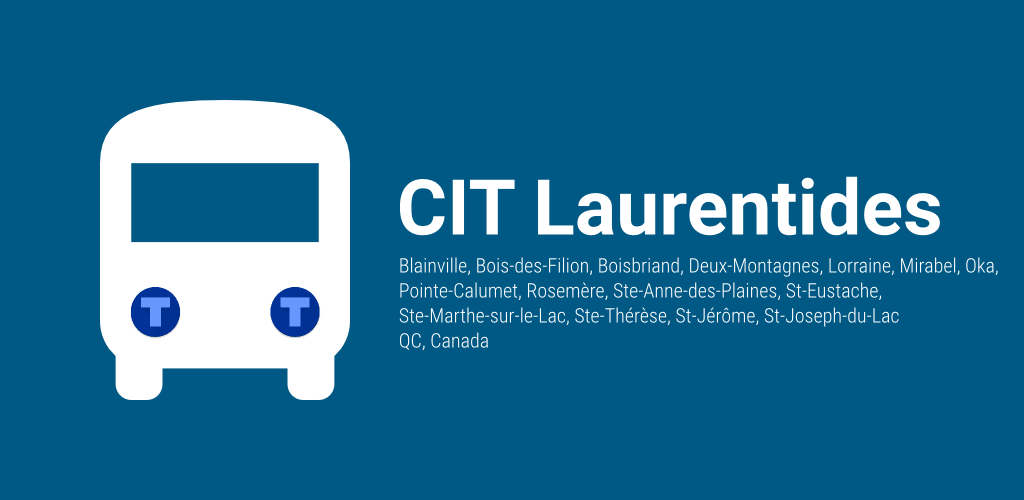 CIT Laurentides
Blainville, Bois-des-Filion, Boisbriand, Deux-Montagnes, Lorraine, Mirabel, Oka,
Pointe-Calumet, Rosemère, Ste-Anne-des-Plaines, St-Eustache,
Ste-Marthe-sur-le-Lac, Ste-Thérèse, St-Jérôme, St-Joseph-du-Lac
QC, Canada
T T